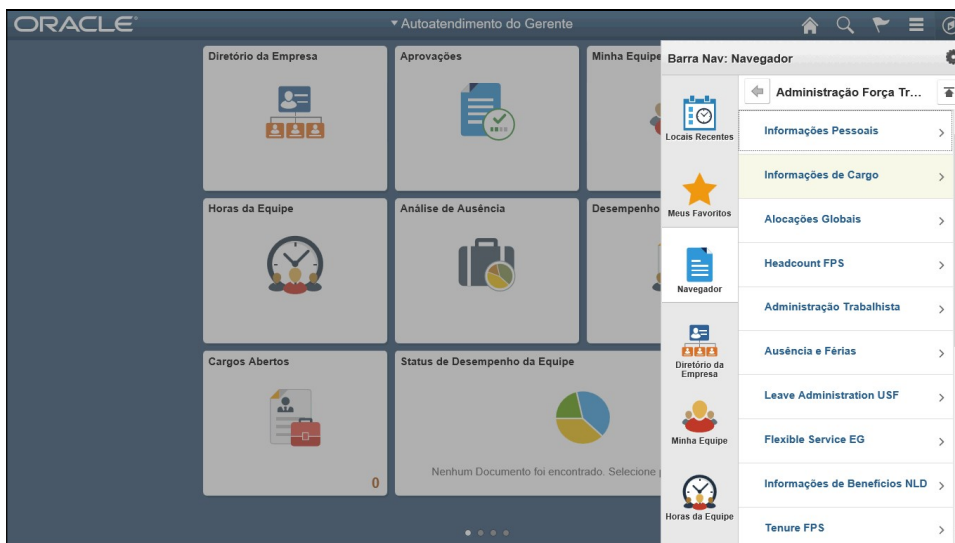 ORACLE
Autoatendimento do Gerente
Diretório da Empresa
Aprovações
Minha Equipe
Horas da Equipe
Análise de Ausência
Desempenho
Cargos Abertos
0
Status de Desempenho da Equipe
Nenhum Documento foi encontrado. Selecione
Barra Nav: Navegador
Locais Recentes
Meus Favoritos
Navegador
Diretório da
Empresa
Minha Equipe
Horas da Equipe
Administração Força Tr...
Informações Pessoais
Informações de Cargo
Alocações Globais
Headcount FPS
Administração Trabalhista
Ausência e Férias
Leave Administration USF
Flexible Service EG
Informações de Benefícios NLD
Tenure FPS